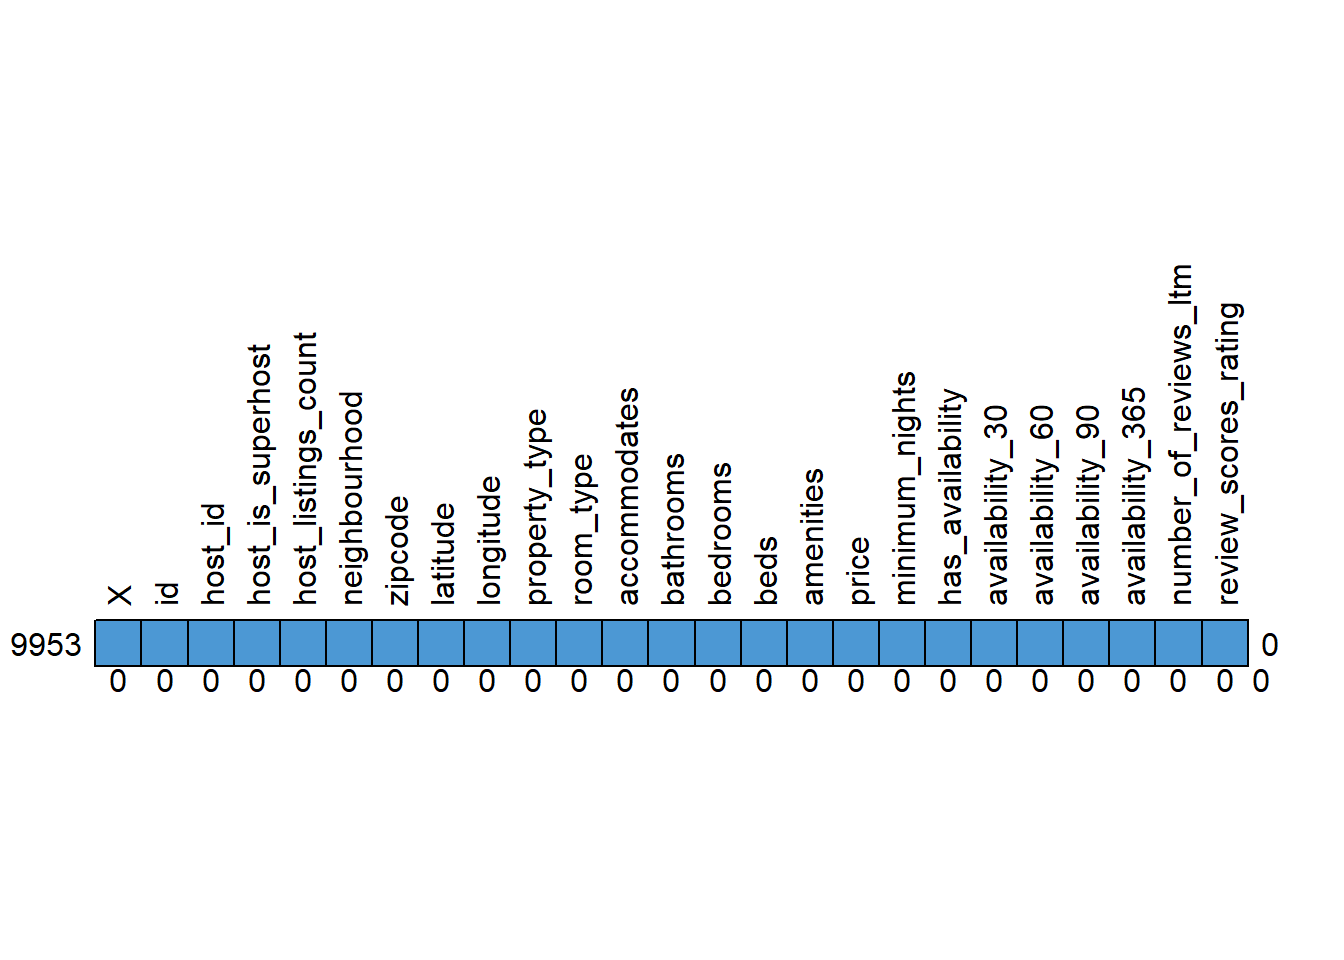 X
id
host_id
host_is_superhost
host_listings_count
neighbourhood
zipcode
latitude
longitude
property_type
room_type
accommodates
bathrooms
bedrooms
beds
amenities
price
minimum_nights
has_availability
availability_30
availability_60
availability_90
availability_365
number_of_reviews_ltm
review_scores_rating
9953 0
0 0 0 0 0 0 0 0 0 0 0 0 0 0 0 0 0 0 0 0 0 0 0 0 0 0